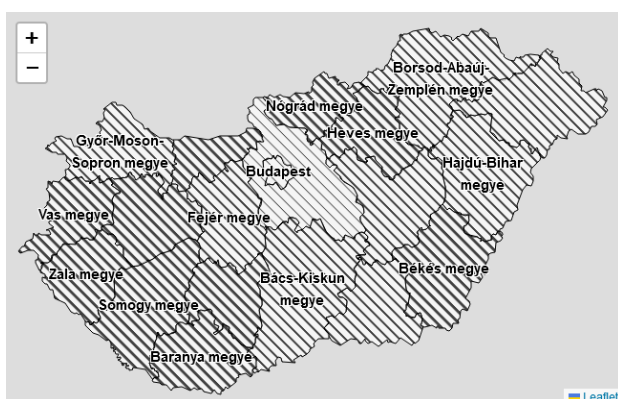 +
−
Borsod-Abaúj-
Zemplén megye
Nógrád megye
Heves megye
Győr-Moson-
Sopron megye
Budapest
Hajdú-Bihar
megye
Vas megye
Fejér megye
Zala megye
Bács-Kiskun
megye
Békés megye
Somogy megye
Baranya megye
Leaflet